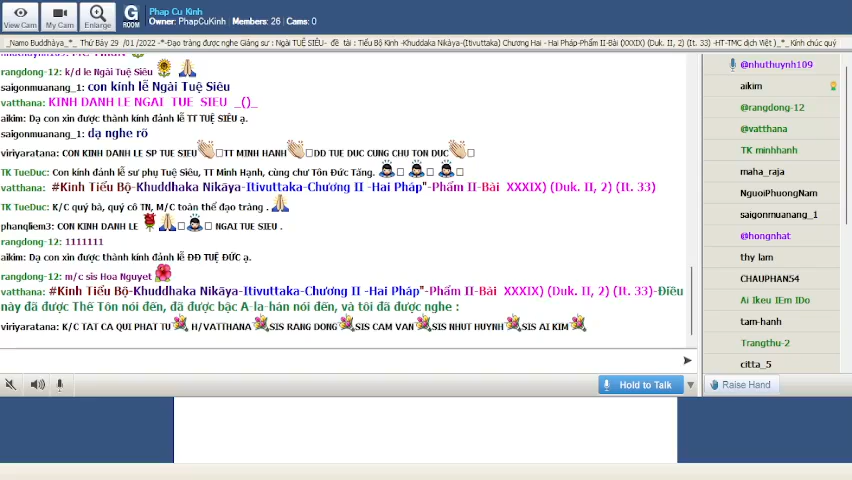 View Cam
My Cam
Enlarge
G
ROOM
Phap Cu Kinh
Owner: PhapCuKinh Members: 26 | Cams: 0
_Namo Buddhàya_*_ Thứ Bảy 29 /01 /2022 -*-Đạo tràng được nghe Giảng sư : Ngài TUỆ SIÊU- đề tài : Tiểu Bộ Kinh -Khuddaka Nikàya-(Itivuttaka) Chương Hai - Hai Pháp-Phẩm II-Bài (XXXIX) (Duk. II, 2) (It. 33) -HT-TMC dịch Việt )_*_ Kính chúc quý
rangdong-12: k/d le Ngài Tuệ Siêu
saigonmuanang_1: con kính lễ Ngài Tuệ Siêu
vatthana: KINH DANH LE NGAI TUE SIEU _()_
aikim: Dạ con xin được thành kính đảnh lễ TT TUỆ SIÊU ạ.
saigonmuanang_1: dạ nghe rõ
viriyaratana: CON KINH DANH LỄ SP TUE SIEU TT MINH HANH DD TUE DUC CUNG CHU TON DUC
TK TueDuc: Con kính đảnh lễ sư phụ Tuệ Siêu, TT Minh Hạnh, cùng chư Tôn Đức Tăng.
vatthana: #Kinh Tiểu Bộ-Khuddhaka Nikāya-Itivuttaka-Chương II -Hai Pháp"-Phẩm II-Bài XXXIX) (Duk. II, 2) (It. 33)
TK TueDuc: K/C quý bà, quý cô TN, M/C toàn thể đạo tràng .
phanqliem3: CON KINH DANH LE NGAI TUE SIEU .
rangdong-12: 1111111
aikim: Dạ con xin được thành kính đảnh lễ ĐĐ TUỆ ĐỨC ạ.
rangdong-12: m/c sis Hoa Nguyet
vatthana: #Kinh Tiểu Bộ-Khuddhaka Nikāya-Itivuttaka-Chương II -Hai Pháp"-Phẩm II-Bài XXXIX) (Duk. II, 2) (It. 33)-Điều
này đã được Thế Tôn nói đến, đã được bậc A-la-hán nói đến, và tôi đã được nghe :
viriyaratana: K/C TAT CA QUI PHAT TU H/VATTHANA SIS RANG DONG SIS CAM VAN SIS NHUT HUYNH SIS AI KIM
Hold to Talk
@nhuthuynh109
aikim
@rangdong-12
@vatthana
TK minhhanh
maha_raja
NguoiPhuongNam
saigonmuanang_1
@hongnhat
thy lam
CHAUPHAN54
Ai Ikeu IEm IDo
tam-hanh
Trangthu-2
citta_5
Raise Hand